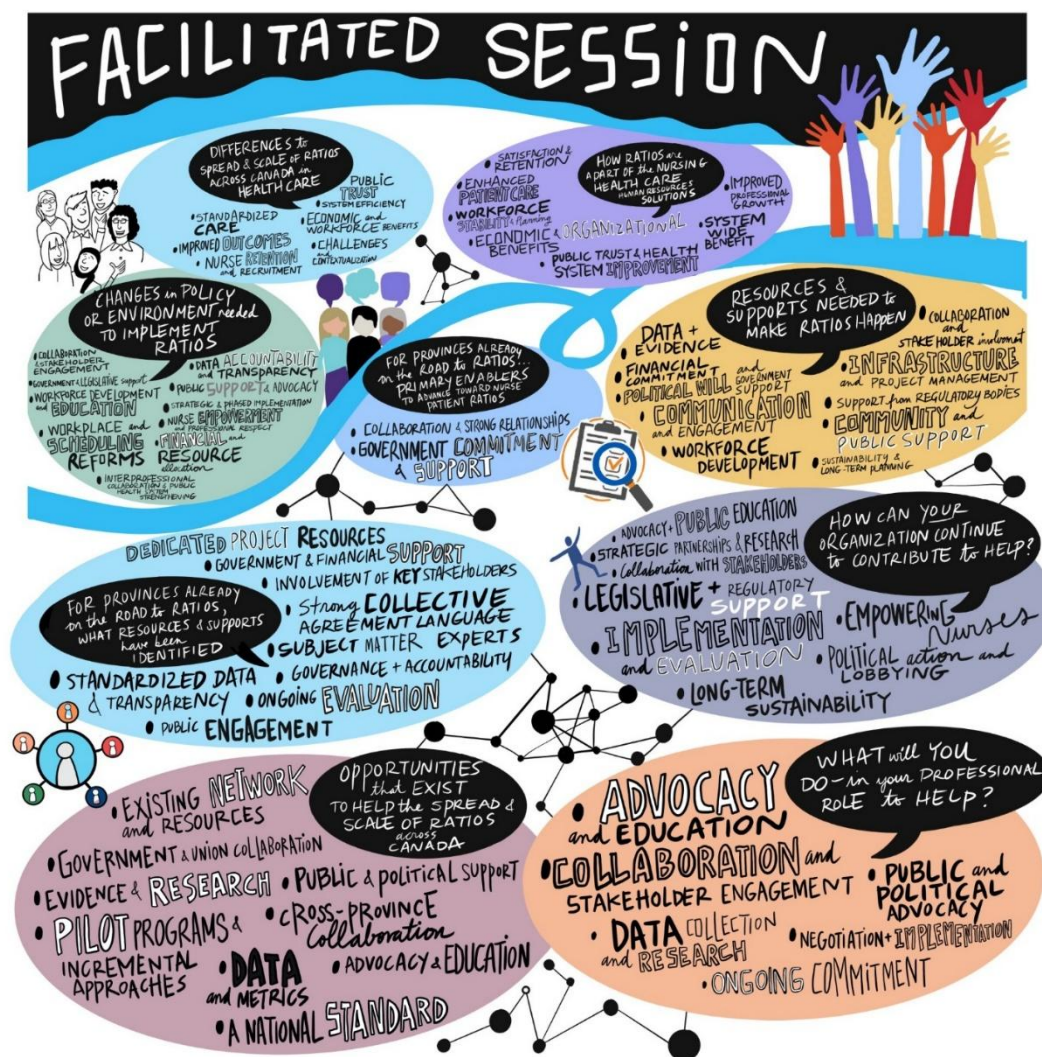 FACILITATED SESSION
DIFFERENCES to
SPREAD & SCALE OF RATIOS
ACROSS CANADA in
HEALTH CARE
PUBLIC
TRUST
• SYSTEM EFFICIENCY
• STANDARDIZED
CARE
• ECONOMIC and
WORKFORCE BENEFITS
• IMPROVED OUTCOMES
• NURSE RETENTION
and RECRUITMENT
• CHALLENGES
and
CONTEXTUALIZATION
HOW RATIOS are
A PART OF THE NURSING
HEALTH CARE
HUMAN RESOURCES
SOLUTIONS
• SATISFACTION &
RETENTION
• ENHANCED
PATIENT CARE
• WORKFORCE
STABILITY & Planning
• ECONOMIC & ORGANIZATIONAL
BENEFITS
• PUBLIC TRUST & HEALTH
SYSTEM IMPROVEMENT
• IMPROVED
PROFESSIONAL
GROWTH
• SYSTEM
WIDE
BENEFIT
CHANGES in POLICY
OR ENVIRONMENT needed
TO IMPLEMENT
RATIOS
• COLLABORATION
& STAKEHOLDER
ENGAGEMENT
• GOVERNMENT & LEGISLATIVE support
• WORKFORCE DEVELOPMENT
and EDUCATION
• WORKPLACE and
SCHEDULING
REFORMS
• INTERPROFESSIONAL
COLLABORATION & PUBLIC
HEALTH SYSTEM
STRENGTHENING
• DATA ACCOUNTABILITY
and TRANSPARENCY
• PUBLIC SUPPORT & ADVOCACY
• STRATEGIC & PHASED IMPLEMENTATION
• NURSE EMPOWERMENT
and PROFESSIONAL RESPECT
• FINANCIAL and
RESOURCE
allocation
FOR PROVINCES ALREADY
on the ROAD to RATIOS...
PRIMARY ENABLERS
TO ADVANCE TOWARD NURSE
PATIENT RATIOS
• COLLABORATION & STRONG RELATIONSHIPS
• GOVERNMENT COMMITMENT
& SUPPORT
RESOURCES &
SUPPORTS NEEDED to
MAKE RATIOS HAPPEN
• DATA +
EVIDENCE
• FINANCIAL
COMMITMENT
• POLITICAL WILL and GOVERNMENT
SUPPORT
• COMMUNICATION
and ENGAGEMENT
• WORKFORCE
DEVELOPMENT
• COLLABORATION
and
STAKEHOLDER involvement
• INFRASTRUCTURE
and PROJECT MANAGEMENT
• SUPPORT from REGULATORY BODIES
• COMMUNITY and
PUBLIC SUPPORT
• SUSTAINABILITY &
LONG-TERM PLANNING
DEDICATED PROJECT RESOURCES
• GOVERNMENT & FINANCIAL SUPPORT
• INVOLVEMENT OF KEY STAKEHOLDERS
FOR PROVINCES ALREADY
on the ROAD to RATIOS,
WHAT RESOURCES & SUPPORTS
have been
IDENTIFIED
• Strong COLLECTIVE
AGREEMENT LANGUAGE
• SUBJECT MATTER EXPERTS
• GOVERNANCE + ACCOUNTABILITY
• STANDARDIZED DATA
& TRANSPARENCY
• ONGOING EVALUATION
• PUBLIC ENGAGEMENT
HOW CAN YOUR
ORGANIZATION CONTINUE
to CONTRIBUTE to HELP?
• ADVOCACY + PUBLIC EDUCATION
• STRATEGIC PARTNERSHIPS & RESEARCH
• Collaboration WITH STAKEHOLDERS
• LEGISLATIVE + REGULATORY
SUPPORT
• IMPLEMENTATION
and EVALUATION
• EMPOWERING
Nurses
• POLITICAL action and
LOBBYING
• LONG-TERM
SUSTAINABILITY
OPPORTUNITIES
that EXIST
TO HELP the SPREAD &
SCALE OF RATIOS
across
CANADA
• EXISTING NETWORK
and RESOURCES
• GOVERNMENT & UNION COLLABORATION
• EVIDENCE & RESEARCH
• PUBLIC & POLITICAL SUPPORT
• PILOT PROGRAMS &
INCREMENTAL
APPROACHES
• CROSS-PROVINCE
Collaboration
• DATA
and METRICS
• ADVOCACY & EDUCATION
• A NATIONAL STANDARD
WHAT will YOU
DO - in your PROFESSIONAL
ROLE to HELP?
• ADVOCACY
and EDUCATION
• COLLABORATION and
STAKEHOLDER ENGAGEMENT
• DATA COLLECTION
and RESEARCH
• PUBLIC and
POLITICAL
ADVOCACY
• NEGOTIATION + IMPLEMENTATION
• ONGOING COMMITMENT